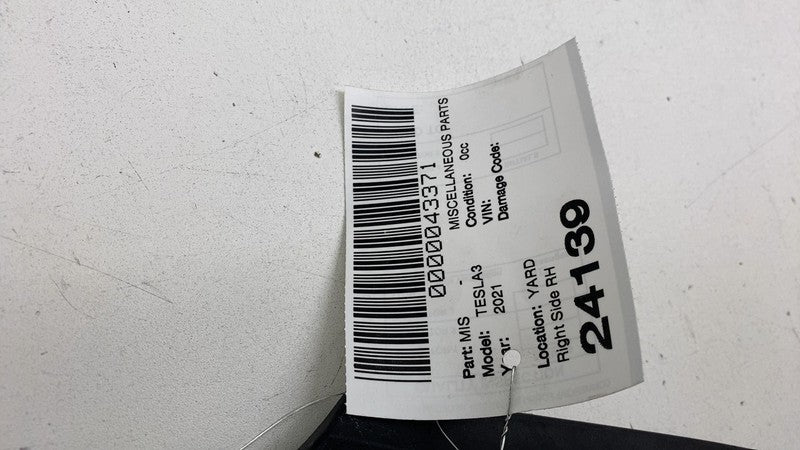 0000043371
Part: MIS - MISCELLANEOUS PARTS
Model: TESLA3 Condition: 0cc
Year: 2021 VIN:
Damage Code:
Location: YARD
Right Side RH
24139